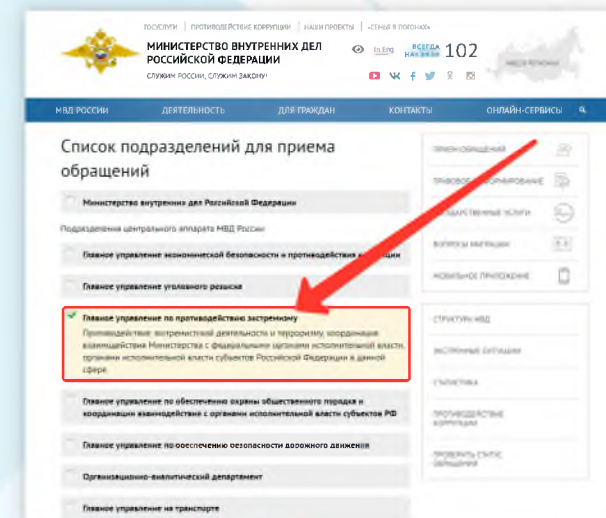 ГОСУСЛУГИ | ПРОТИВОДЕЙСТВИЕ КОРРУПЦИИ | НАШИ ПРОЕКТЫ | «СЕМЬЯ В ПОГОНАХ»
МИНИСТЕРСТВО ВНУТРЕННИХ ДЕЛ
РОССИЙСКОЙ ФЕДЕРАЦИИ
СЛУЖИМ РОССИИ, СЛУЖИМ ЗАКОНУ!
In Eng
ВСЕГДА
НА СВЯЗИ
102
МВД РОССИИ ДЕЯТЕЛЬНОСТЬ ДЛЯ ГРАЖДАН КОНТАКТЫ ОНЛАЙН-СЕРВИСЫ
Список подразделений для приема
обращений
Министерство внутренних дел Российской Федерации
Подразделения центрального аппарата МВД России
Главное управление экономической безопасности и противодействия
Главное управление уголовного розыска
Главное управление по противодействию экстремизму
Противодействие экстремистской деятельности и терроризму, координация
взаимодействия Министерства с федеральными органами исполнительной власти,
органами исполнительной власти субъектов Российской Федерации в данной
сфере
Главное управление по обеспечению охраны общественного порядка и
координации взаимодействия с органами исполнительной власти субъектов РФ
Главное управление по обеспечению безопасности дорожного движения
Организационно-аналитический департамент
Главное управление на транспорте
ПРИЕМ ОБРАЩЕНИЙ
ПРАВОВОЕ
УСЛУГИ
ВОПРОСЫ МИГРАЦИИ
МОБИЛЬНОЕ ПРИЛОЖЕНИЕ
СТРУКТУРА МВД
ЭКСТРЕННЫЕ СИТУАЦИИ
СТАТИСТИКА
ПРОТИВОДЕЙСТВИЕ
КОРРУПЦИИ
ПРОВЕРИТЬ СТАТУС
ОБРАЩЕНИЯ